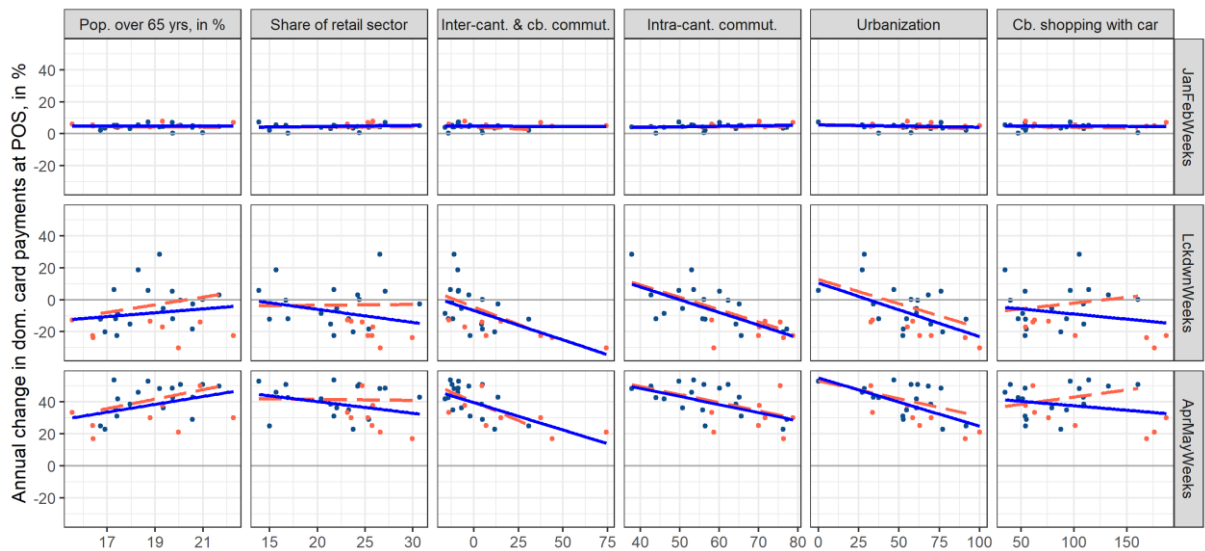 Pop. over 65 yrs, in %
Share of retail sector
Inter-cant. & cb. commut.
Intra-cant. commut.
Urbanization
Cb. shopping with car
Annual change in dom. card payments at POS, in %
40
20
0
-20
JanFebWeeks
40
20
0
-20
LckdwnWeeks
40
20
0
-20
AprMayWeeks
17 19 21
15 20 25 30
0 25 50 75
40 50 60 70 80
0 25 50 75 100
50 100 150